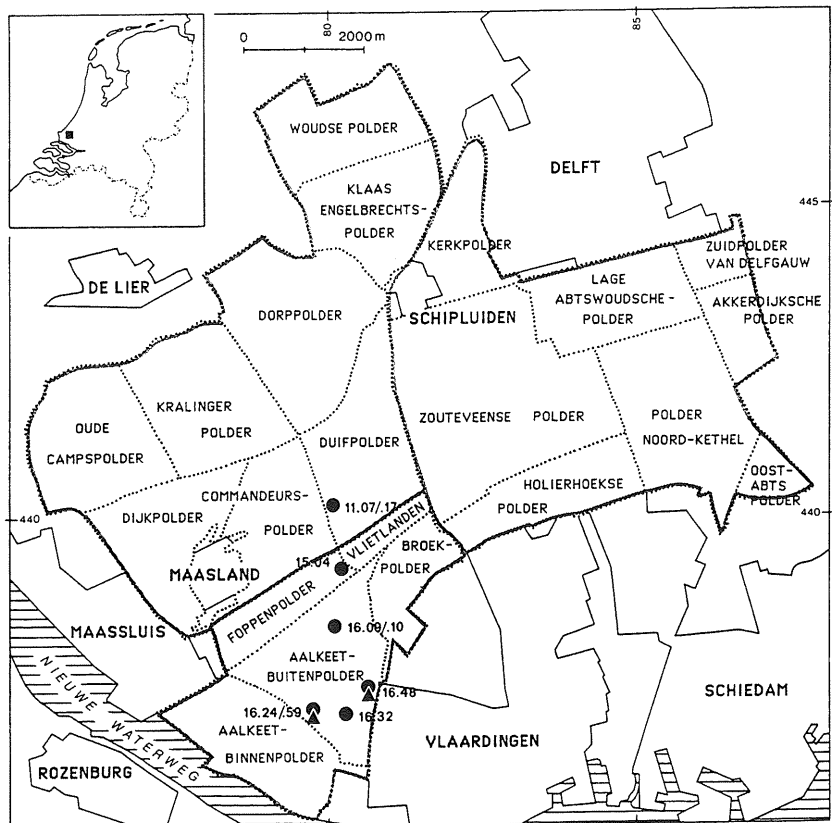 80
85
0 2000 m
WOUDSE POLDER
DELFT
KLAAS
ENGELBRECHTS-
POLDER
445
KERKPOLDER
ZUIDPOLDER
VAN DELFGAUW
DE LIER
LAGE
ABTSWOUDSCHE-
POLDER
AKKERDIJKSCHE
POLDER
DORPPOLDER
SCHIPLUIDEN
KRALINGER
POLDER
OUDE
CAMPSPOLDER
ZOUTEVEENSE POLDER
POLDER
NOORD-KETHEL
DUIFPOLDER
OOST-
ABTS
POLDER
HOLIERHOEKSE
POLDER
COMMANDEURS-
POLDER
DIJKPOLDER
11.07/.17
440
440
VLIETLANDEN
BROEK-
POLDER
15.04
MAASLAND
FOPPENPOLDER
MAASSLUIS
16.09/.10
AALKEET-
BUITENPOLDER
16.48
SCHIEDAM
NIEUWE WATERWEG
16.24/.59
16.32
AALKEET-
BINNENPOLDER
VLAARDINGEN
ROZENBURG